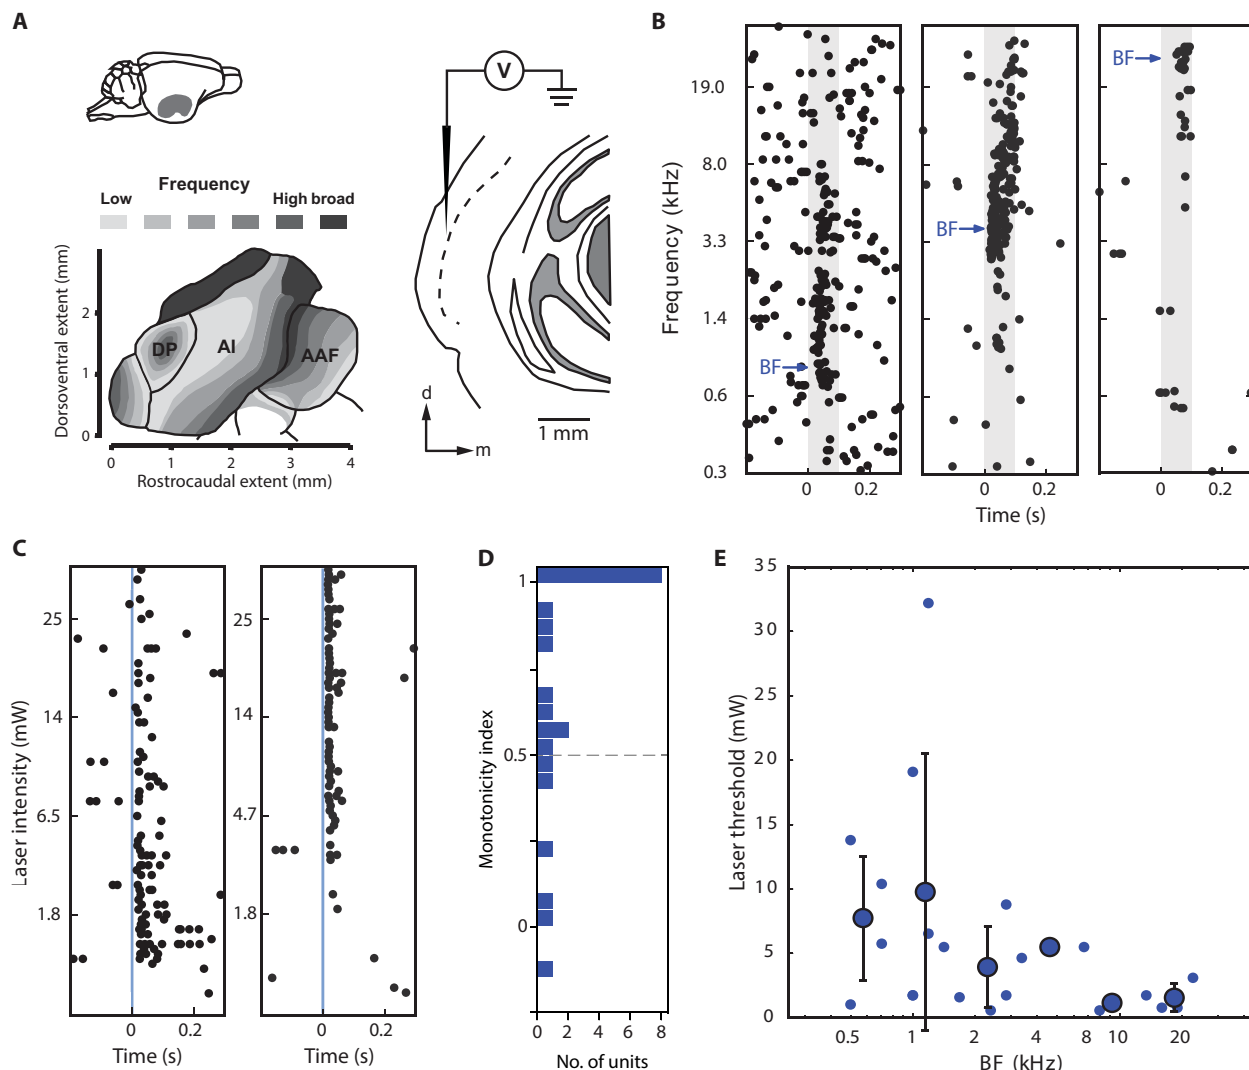 A
V
Frequency
Low
High broad
Dorsoventral extent (mm)
2
1
0
DP
AI
AAF
0
1
2
3
4
Rostrocaudal extent (mm)
d
m
1 mm
B
Frequency (kHz)
19.0
8.0
3.3
1.4
0.6
0.3
BF
BF
BF
0
0.2
0
0.2
0
0.2
Time (s)
C
Laser intensity (mW)
25
14
6.5
1.8
0
0.2
Time (s)
25
14
4.7
1.8
0
0.2
Time (s)
D
Monotonicity index
1
0.5
0
0
2
4
6
8
No. of units
E
Laser threshold (mW)
35
30
25
20
15
10
5
0
0.5
1
2
4
8
10
20
BF (kHz)